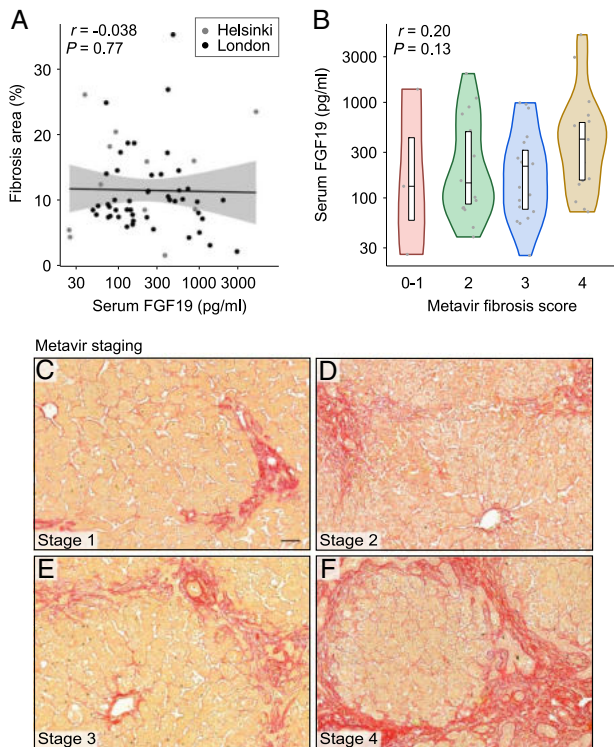 A
r = -0.038
P = 0.77
Helsinki
London
Fibrosis area (%)
30
20
10
0
30 100 300 1000 3000
Serum FGF19 (pg/ml)
B
r = 0.20
P = 0.13
Serum FGF19 (pg/ml)
3000
1000
300
100
30
0-1 2 3 4
Metavir fibrosis score
Metavir staging
C
Stage 1
D
Stage 2
E
Stage 3
F
Stage 4